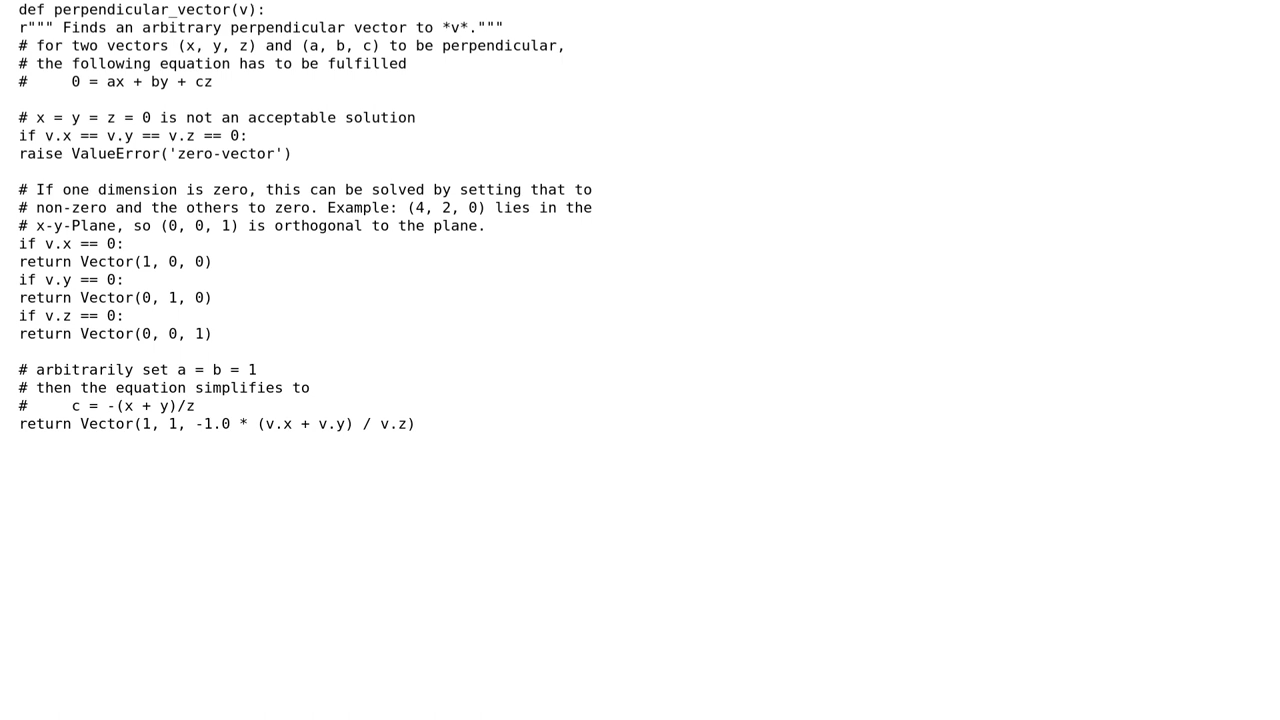 def perpendicular_vector(v):
r""" Finds an arbitrary perpendicular vector to *v*."""
# for two vectors (x, y, z) and (a, b, c) to be perpendicular,
# the following equation has to be fulfilled
#     0 = ax + by + cz

# x = y = z = 0 is not an acceptable solution
if v.x == v.y == v.z == 0:
raise ValueError('zero-vector')

# If one dimension is zero, this can be solved by setting that to
# non-zero and the others to zero. Example: (4, 2, 0) lies in the
# x-y-Plane, so (0, 0, 1) is orthogonal to the plane.
if v.x == 0:
return Vector(1, 0, 0)
if v.y == 0:
return Vector(0, 1, 0)
if v.z == 0:
return Vector(0, 0, 1)

# arbitrarily set a = b = 1
# then the equation simplifies to
#     c = -(x + y)/z
return Vector(1, 1, -1.0 * (v.x + v.y) / v.z)